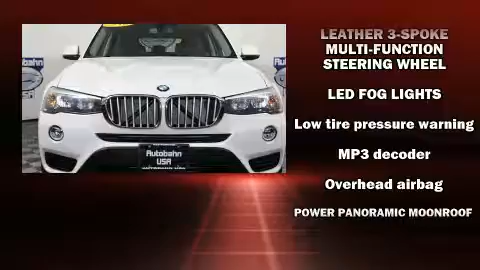 LEATHER 3-SPOKE
MULTI-FUNCTION
STEERING WHEEL
LED FOG LIGHTS
Low tire pressure warning
MP3 decoder
Overhead airbag
POWER PANORAMIC MOONROOF
Autobahn
Autobahn
USA